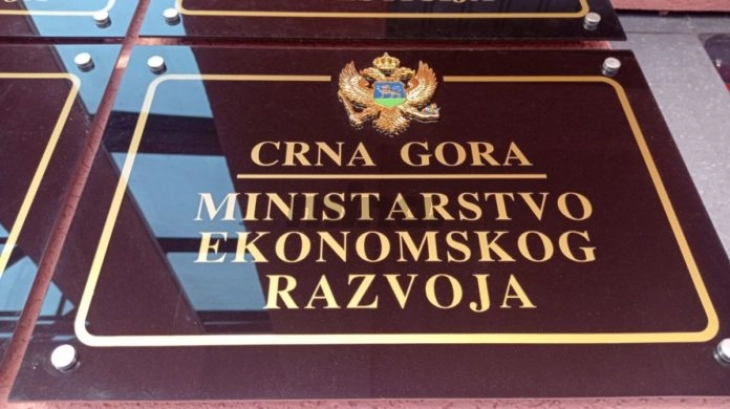 CRNA GORA
MINISTARSTVO
EKONOMSKOG
RAZVOJA